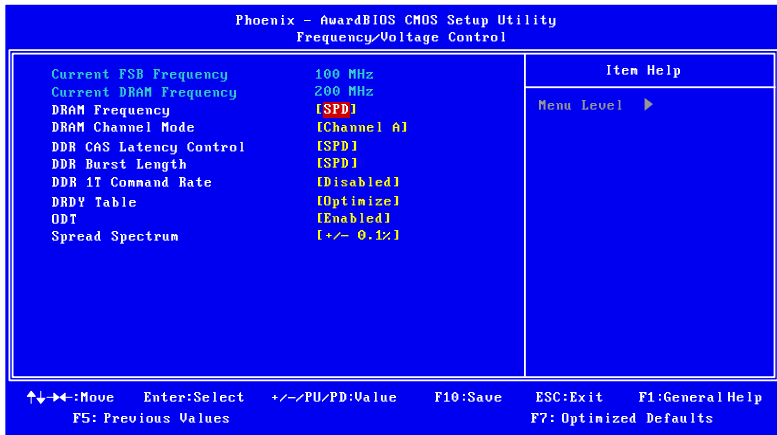 Phoenix - AwardBIOS CMOS Setup Utility
Frequency/Voltage Control
Current FSB Frequency 100 MHz
Current DRAM Frequency 200 MHz
DRAM Frequency [SPD]
DRAM Channel Mode [Channel A]
DDR CAS Latency Control [SPD]
DDR Burst Length [SPD]
DDR 1T Command Rate [Disabled]
DRDY Table [Optimize]
ODT [Enabled]
Spread Spectrum [+/- 0.1%]
Item Help
Menu Level ▶
↑↓→←:Move Enter:Select +/-/PU/PD:Value F10:Save ESC:Exit F1:General Help
F5: Previous Values F7: Optimized Defaults